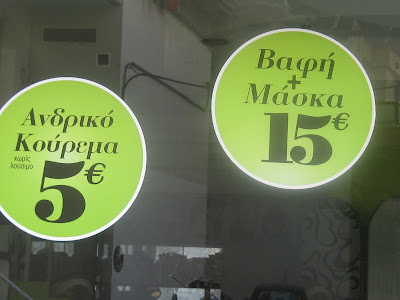 Ανδρικό
Κούρεμα
χωρίς
λούσιμο
5€
Βαφή
+
Μάσκα
15€